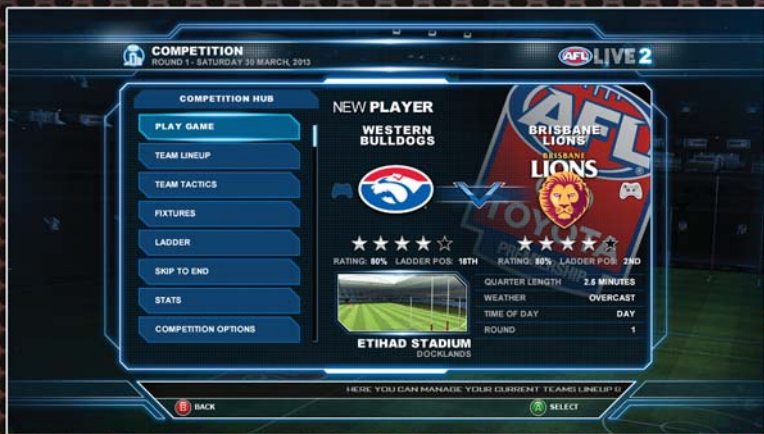 COMPETITION
ROUND 1 - SATURDAY 30 MARCH, 2013
AFL LIVE 2
COMPETITION HUB
PLAY GAME
TEAM LINEUP
TEAM TACTICS
FIXTURES
LADDER
SKIP TO END
STATS
COMPETITION OPTIONS
NEW PLAYER
WESTERN
BULLDOGS
BRISBANE
LIONS
BRISBANE
LIONS
AFL
TOYOTA
PREMIERSHIP
RATING: 80% LADDER POS: 18TH
RATING: 80% LADDER POS: 2ND
QUARTER LENGTH 2.5 MINUTES
WEATHER OVERCAST
TIME OF DAY DAY
ROUND 1
ETIHAD STADIUM
DOCKLANDS
HERE YOU CAN MANAGE YOUR CURRENT TEAMS LINEUP
B BACK
A SELECT